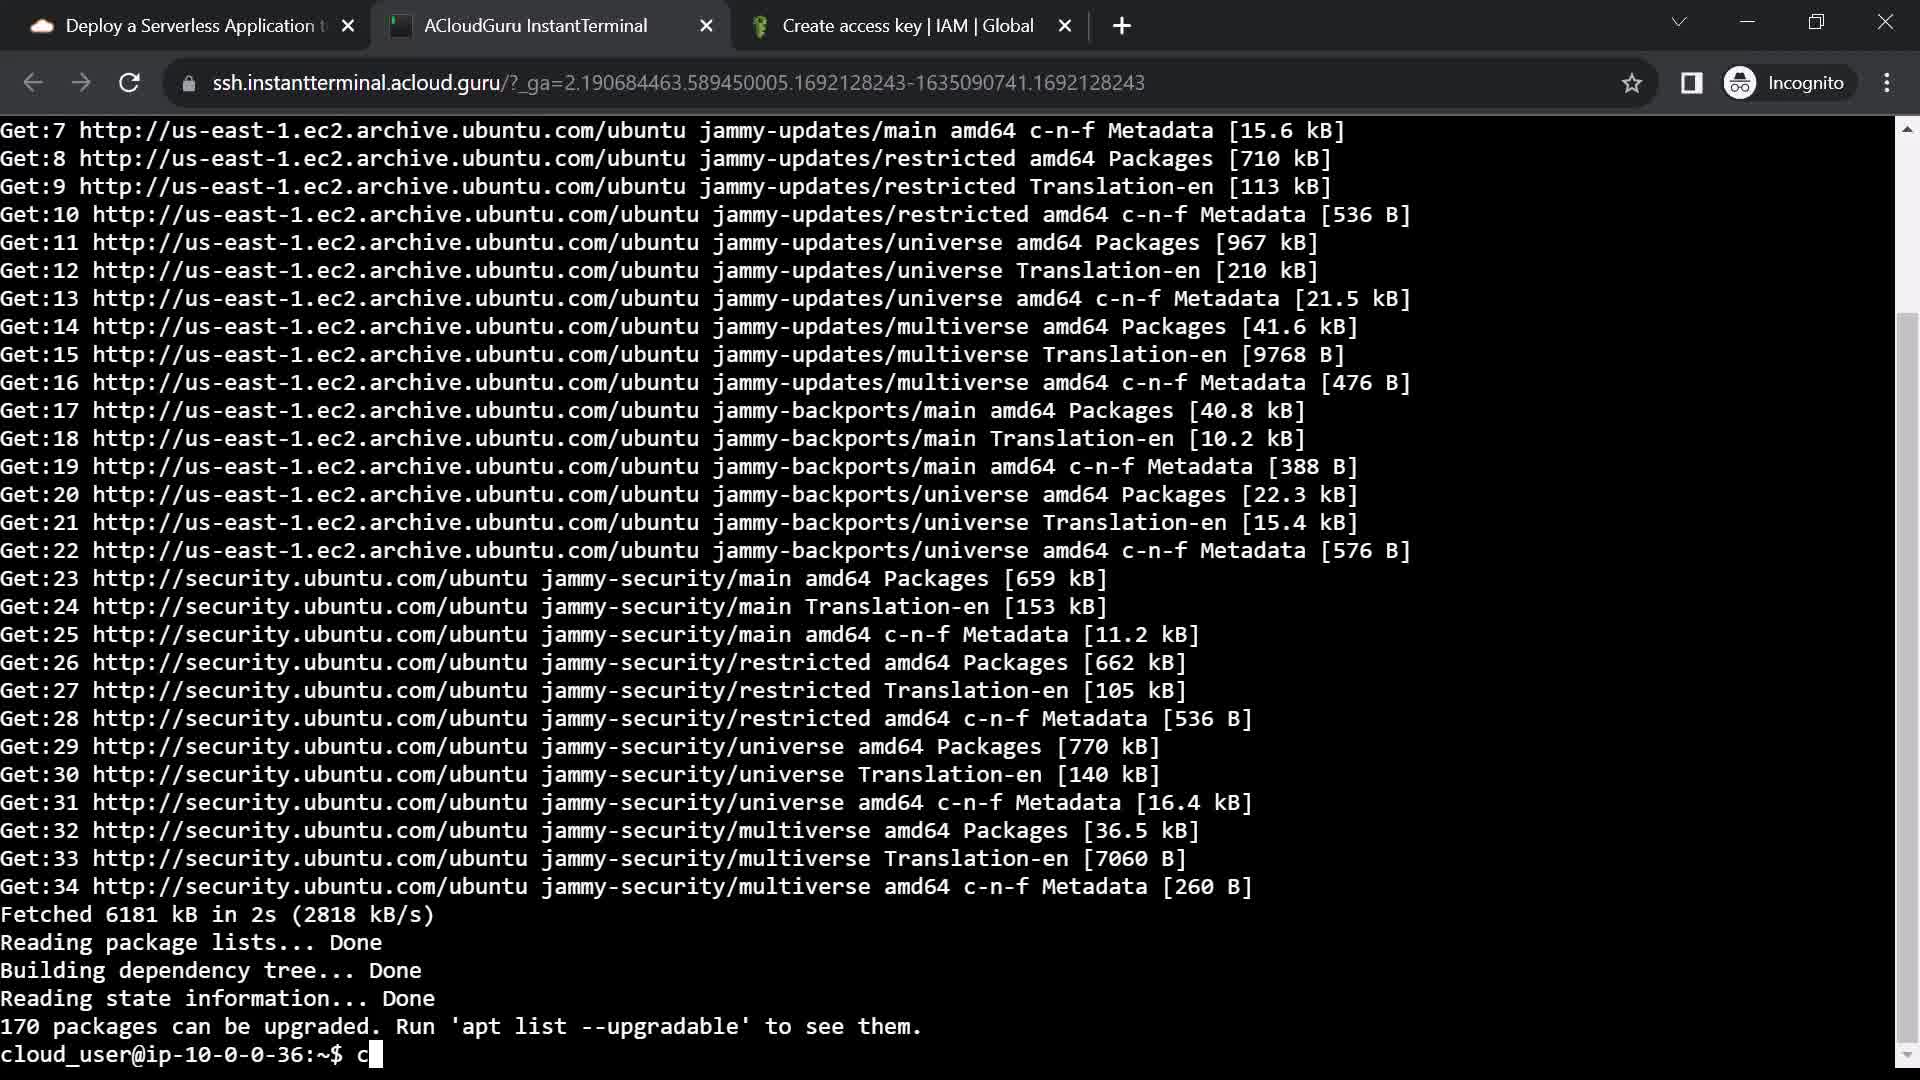 Deploy a Serverless Application t
ACloudGuru InstantTerminal
Create access key | IAM | Global
ssh.instantterminal.acloud.guru/?_ga=2.190684463.589450005.1692128243-1635090741.1692128243
Incognito
Get:7 http://us-east-1.ec2.archive.ubuntu.com/ubuntu jammy-updates/main amd64 c-n-f Metadata [15.6 kB]
Get:8 http://us-east-1.ec2.archive.ubuntu.com/ubuntu jammy-updates/restricted amd64 Packages [710 kB]
Get:9 http://us-east-1.ec2.archive.ubuntu.com/ubuntu jammy-updates/restricted Translation-en [113 kB]
Get:10 http://us-east-1.ec2.archive.ubuntu.com/ubuntu jammy-updates/restricted amd64 c-n-f Metadata [536 B]
Get:11 http://us-east-1.ec2.archive.ubuntu.com/ubuntu jammy-updates/universe amd64 Packages [967 kB]
Get:12 http://us-east-1.ec2.archive.ubuntu.com/ubuntu jammy-updates/universe Translation-en [210 kB]
Get:13 http://us-east-1.ec2.archive.ubuntu.com/ubuntu jammy-updates/universe amd64 c-n-f Metadata [21.5 kB]
Get:14 http://us-east-1.ec2.archive.ubuntu.com/ubuntu jammy-updates/multiverse amd64 Packages [41.6 kB]
Get:15 http://us-east-1.ec2.archive.ubuntu.com/ubuntu jammy-updates/multiverse Translation-en [9768 B]
Get:16 http://us-east-1.ec2.archive.ubuntu.com/ubuntu jammy-updates/multiverse amd64 c-n-f Metadata [476 B]
Get:17 http://us-east-1.ec2.archive.ubuntu.com/ubuntu jammy-backports/main amd64 Packages [40.8 kB]
Get:18 http://us-east-1.ec2.archive.ubuntu.com/ubuntu jammy-backports/main Translation-en [10.2 kB]
Get:19 http://us-east-1.ec2.archive.ubuntu.com/ubuntu jammy-backports/main amd64 c-n-f Metadata [388 B]
Get:20 http://us-east-1.ec2.archive.ubuntu.com/ubuntu jammy-backports/universe amd64 Packages [22.3 kB]
Get:21 http://us-east-1.ec2.archive.ubuntu.com/ubuntu jammy-backports/universe Translation-en [15.4 kB]
Get:22 http://us-east-1.ec2.archive.ubuntu.com/ubuntu jammy-backports/universe amd64 c-n-f Metadata [576 B]
Get:23 http://security.ubuntu.com/ubuntu jammy-security/main amd64 Packages [659 kB]
Get:24 http://security.ubuntu.com/ubuntu jammy-security/main Translation-en [153 kB]
Get:25 http://security.ubuntu.com/ubuntu jammy-security/main amd64 c-n-f Metadata [11.2 kB]
Get:26 http://security.ubuntu.com/ubuntu jammy-security/restricted amd64 Packages [662 kB]
Get:27 http://security.ubuntu.com/ubuntu jammy-security/restricted Translation-en [105 kB]
Get:28 http://security.ubuntu.com/ubuntu jammy-security/restricted amd64 c-n-f Metadata [536 B]
Get:29 http://security.ubuntu.com/ubuntu jammy-security/universe amd64 Packages [770 kB]
Get:30 http://security.ubuntu.com/ubuntu jammy-security/universe Translation-en [140 kB]
Get:31 http://security.ubuntu.com/ubuntu jammy-security/universe amd64 c-n-f Metadata [16.4 kB]
Get:32 http://security.ubuntu.com/ubuntu jammy-security/multiverse amd64 Packages [36.5 kB]
Get:33 http://security.ubuntu.com/ubuntu jammy-security/multiverse Translation-en [7060 B]
Get:34 http://security.ubuntu.com/ubuntu jammy-security/multiverse amd64 c-n-f Metadata [260 B]
Fetched 6181 kB in 2s (2818 kB/s)
Reading package lists... Done
Building dependency tree... Done
Reading state information... Done
170 packages can be upgraded. Run 'apt list --upgradable' to see them.
cloud_user@ip-10-0-0-36:~$ c